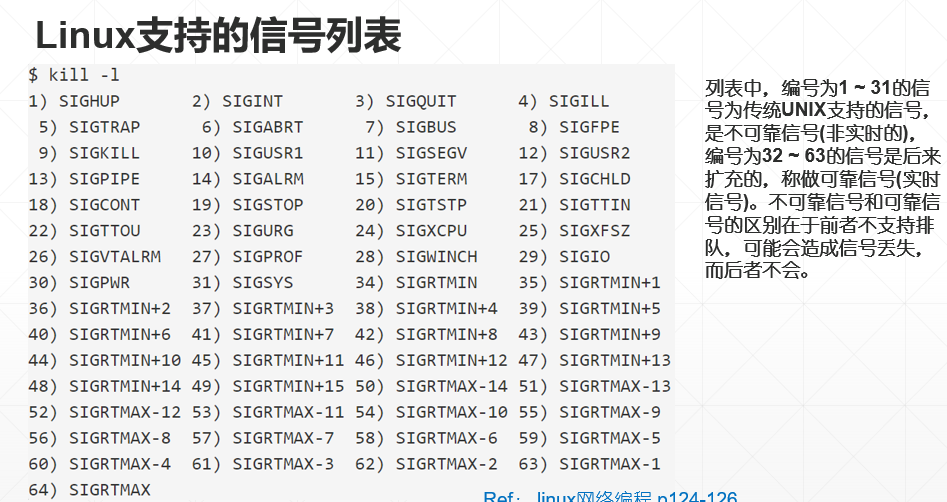 Linux支持的信号列表
$ kill -l
1) SIGHUP 2) SIGINT 3) SIGQUIT 4) SIGILL
5) SIGTRAP 6) SIGABRT 7) SIGBUS 8) SIGFPE
9) SIGKILL 10) SIGUSR1 11) SIGSEGV 12) SIGUSR2
13) SIGPIPE 14) SIGALRM 15) SIGTERM 17) SIGCHLD
18) SIGCONT 19) SIGSTOP 20) SIGTSTP 21) SIGTTIN
22) SIGTTOU 23) SIGURG 24) SIGXCPU 25) SIGXFSZ
26) SIGVTALRM 27) SIGPROF 28) SIGWINCH 29) SIGIO
30) SIGPWR 31) SIGSYS 34) SIGRTMIN 35) SIGRTMIN+1
36) SIGRTMIN+2 37) SIGRTMIN+3 38) SIGRTMIN+4 39) SIGRTMIN+5
40) SIGRTMIN+6 41) SIGRTMIN+7 42) SIGRTMIN+8 43) SIGRTMIN+9
44) SIGRTMIN+10 45) SIGRTMIN+11 46) SIGRTMIN+12 47) SIGRTMIN+13
48) SIGRTMIN+14 49) SIGRTMIN+15 50) SIGRTMAX-14 51) SIGRTMAX-13
52) SIGRTMAX-12 53) SIGRTMAX-11 54) SIGRTMAX-10 55) SIGRTMAX-9
56) SIGRTMAX-8 57) SIGRTMAX-7 58) SIGRTMAX-6 59) SIGRTMAX-5
60) SIGRTMAX-4 61) SIGRTMAX-3 62) SIGRTMAX-2 63) SIGRTMAX-1
64) SIGRTMAX
列表中，编号为1 ~ 31的信
号为传统UNIX支持的信号，
是不可靠信号(非实时的)，
编号为32 ~ 63的信号是后来
扩充的，称做可靠信号(实时
信号)。不可靠信号和可靠信
号的区别在于前者不支持排
队，可能会造成信号丢失，
而后者不会。
Ref： linux网络编程 p124-126